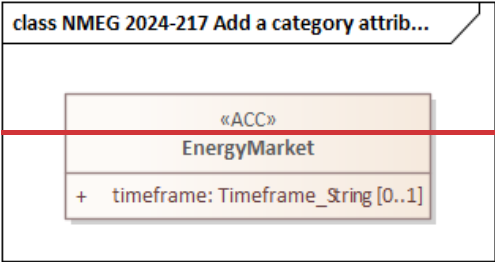 class NMEG 2024-217 Add a category attrib...
«ACC»
EnergyMarket
+ timeframe: Timeframe_String [0..1]